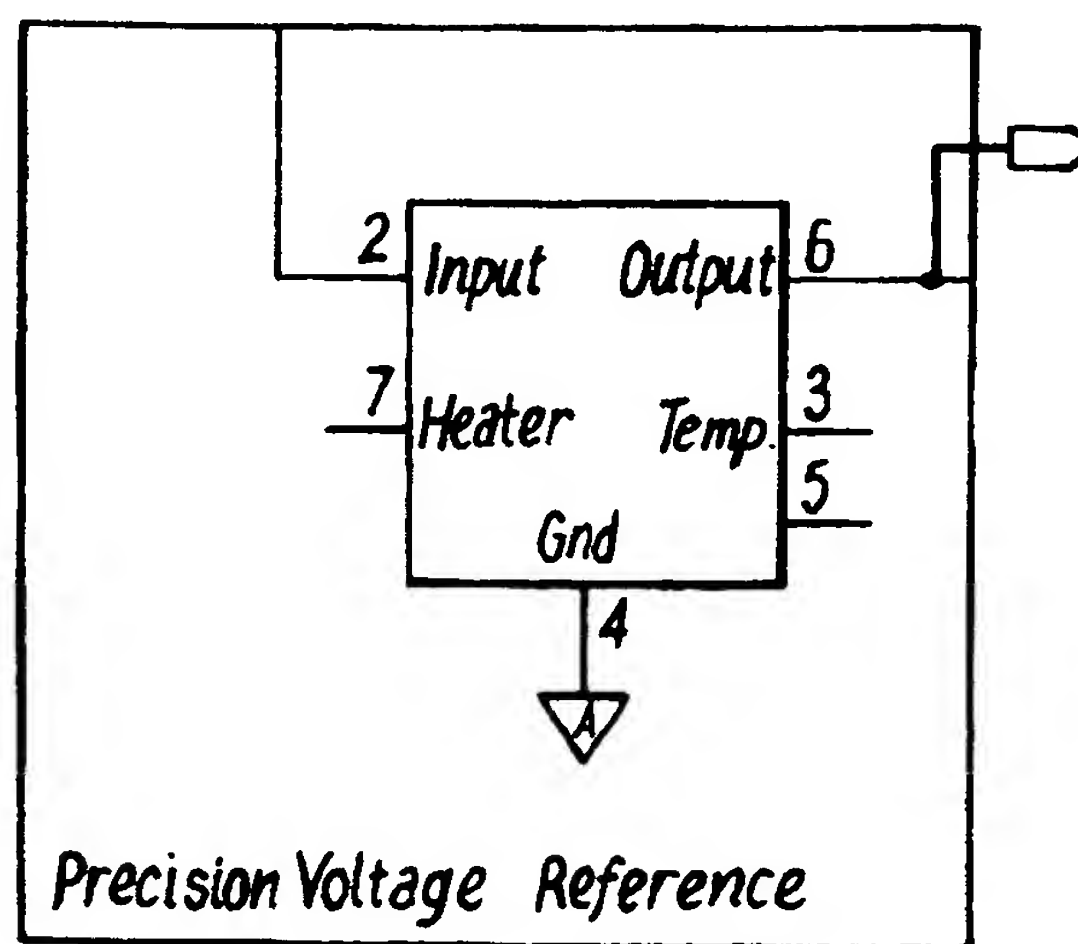 2 Input Output 6
7 Heater Temp. 3
5
Gnd
4
A
Precision Voltage Reference